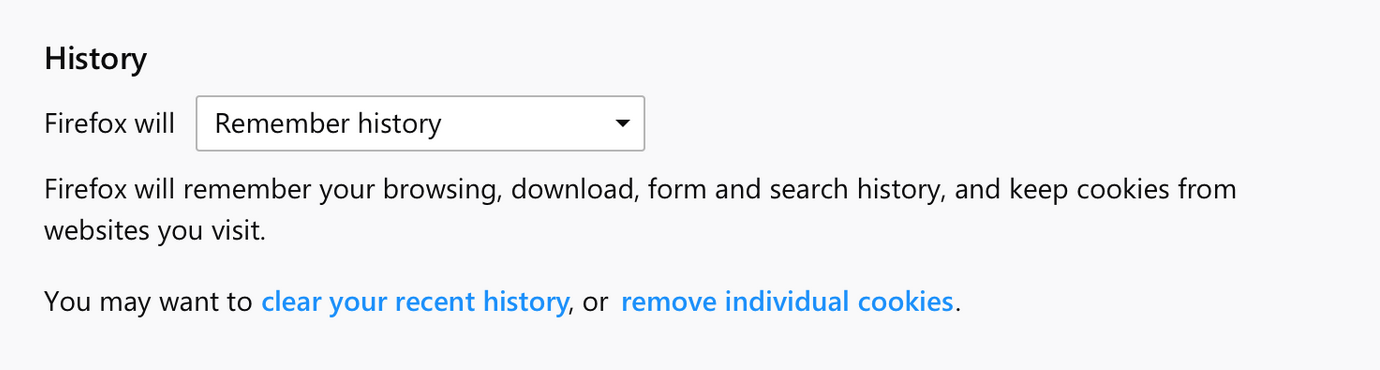 History
Firefox will Remember history
Firefox will remember your browsing, download, form and search history, and keep cookies from
websites you visit.
You may want to clear your recent history, or remove individual cookies.